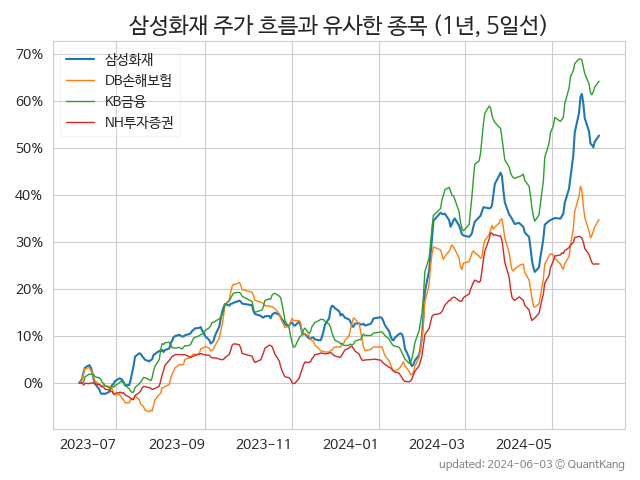 삼성화재 주가 흐름과 유사한 종목 (1년, 5일선)
70%
60%
50%
40%
30%
20%
10%
0%
삼성화재
DB손해보험
KB금융
NH투자증권
2023-07
2023-09
2023-11
2024-01
2024-03
2024-05
updated: 2024-06-03 © QuantKang